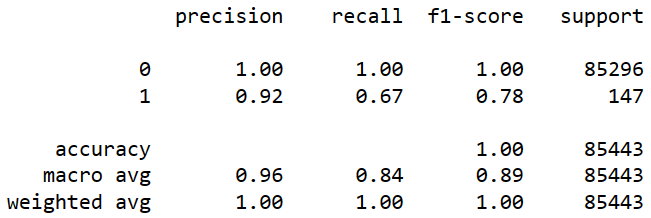 precision recall f1-score support
0 1.00 1.00 1.00 85296
1 0.92 0.67 0.78 147
accuracy 1.00 85443
macro avg 0.96 0.84 0.89 85443
weighted avg 1.00 1.00 1.00 85443